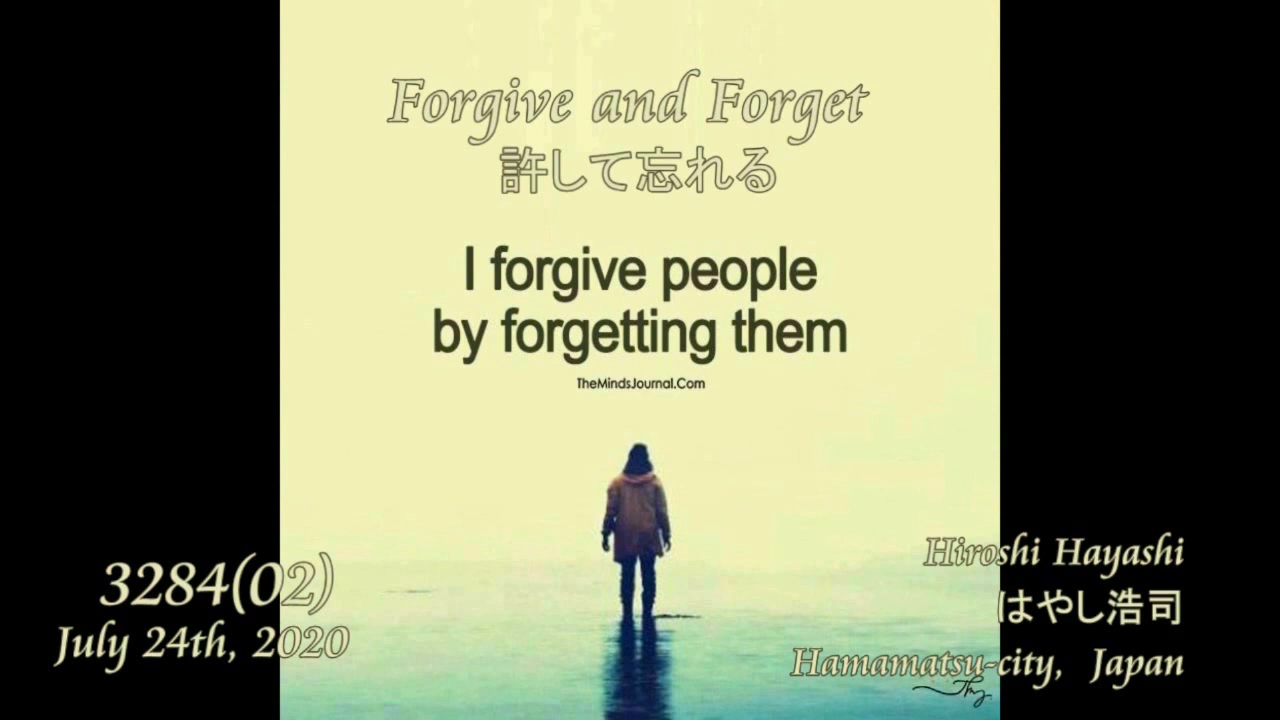 Forgive and Forget
許して忘れる
I forgive people
by forgetting them
TheMindsJournal.Com
3284(02)
July 24th, 2020
Hiroshi Hayashi
はやし浩司
Hamamatsu-city, Japan